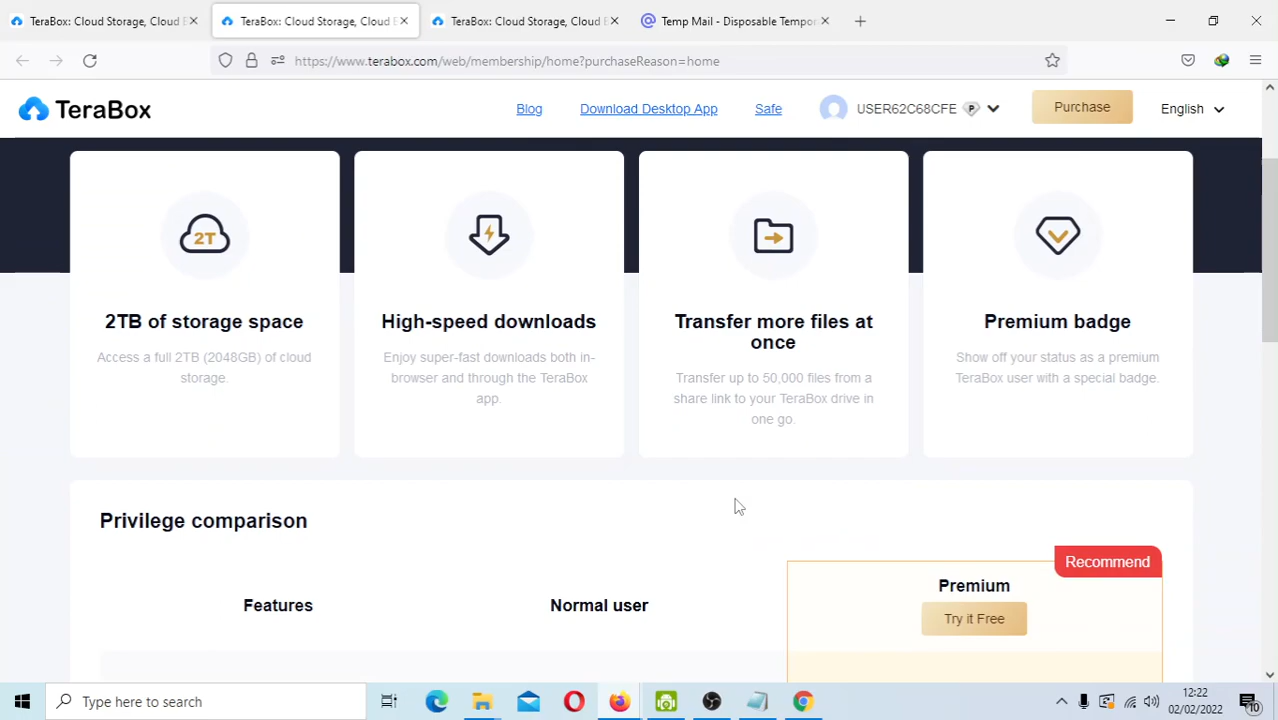 TeraBox: Cloud Storage, Cloud B
TeraBox: Cloud Storage, Cloud B
TeraBox: Cloud Storage, Cloud B
Temp Mail - Disposable Tempor
https://www.terabox.com/web/membership/home?purchaseReason=home
TeraBox
Blog
Download Desktop App
Safe
USER62C68CFE
P
Purchase
English
2T
2TB of storage space
Access a full 2TB (2048GB) of cloud
storage.
High-speed downloads
Enjoy super-fast downloads both in-
browser and through the TeraBox
app.
Transfer more files at
once
Transfer up to 50,000 files from a
share link to your TeraBox drive in
one go.
Premium badge
Show off your status as a premium
TeraBox user with a special badge.
Privilege comparison
Recommend
Features
Normal user
Premium
Try it Free
Type here to search
12:22
02/02/2022
10